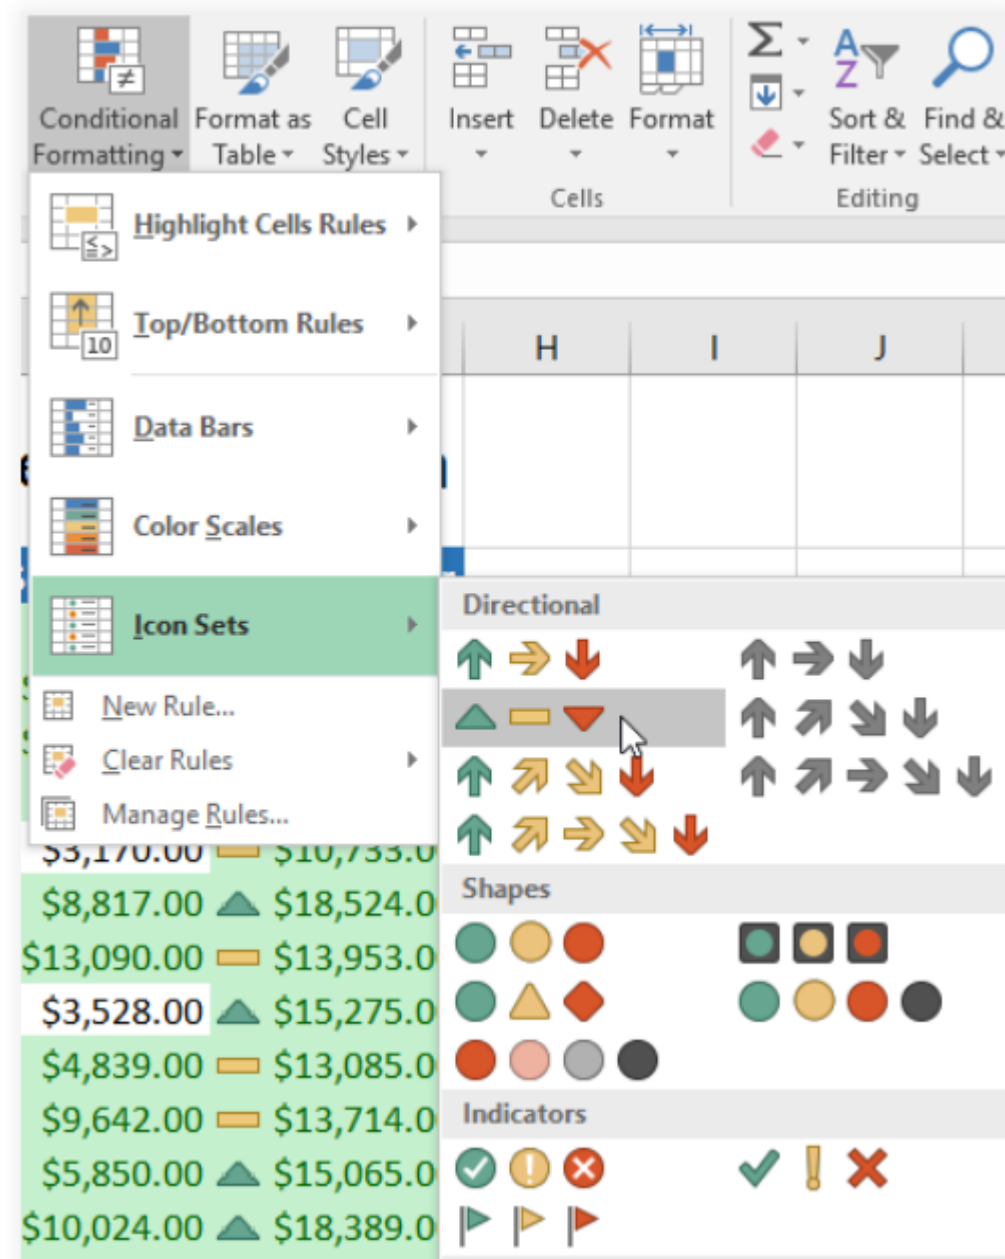 Conditional Formatting
Format as Table
Cell Styles
Insert
Delete
Format
Sort & Filter
Find & Select
Cells
Editing
Highlight Cells Rules
10
Top/Bottom Rules
Data Bars
Color Scales
Icon Sets
New Rule...
Clear Rules
Manage Rules...
H I J
Directional
Shapes
Indicators
$3,170.00 $10,733.0
$8,817.00 $18,524.0
$13,090.00 $13,953.0
$3,528.00 $15,275.0
$4,839.00 $13,085.0
$9,642.00 $13,714.0
$5,850.00 $15,065.0
$10,024.00 $18,389.0